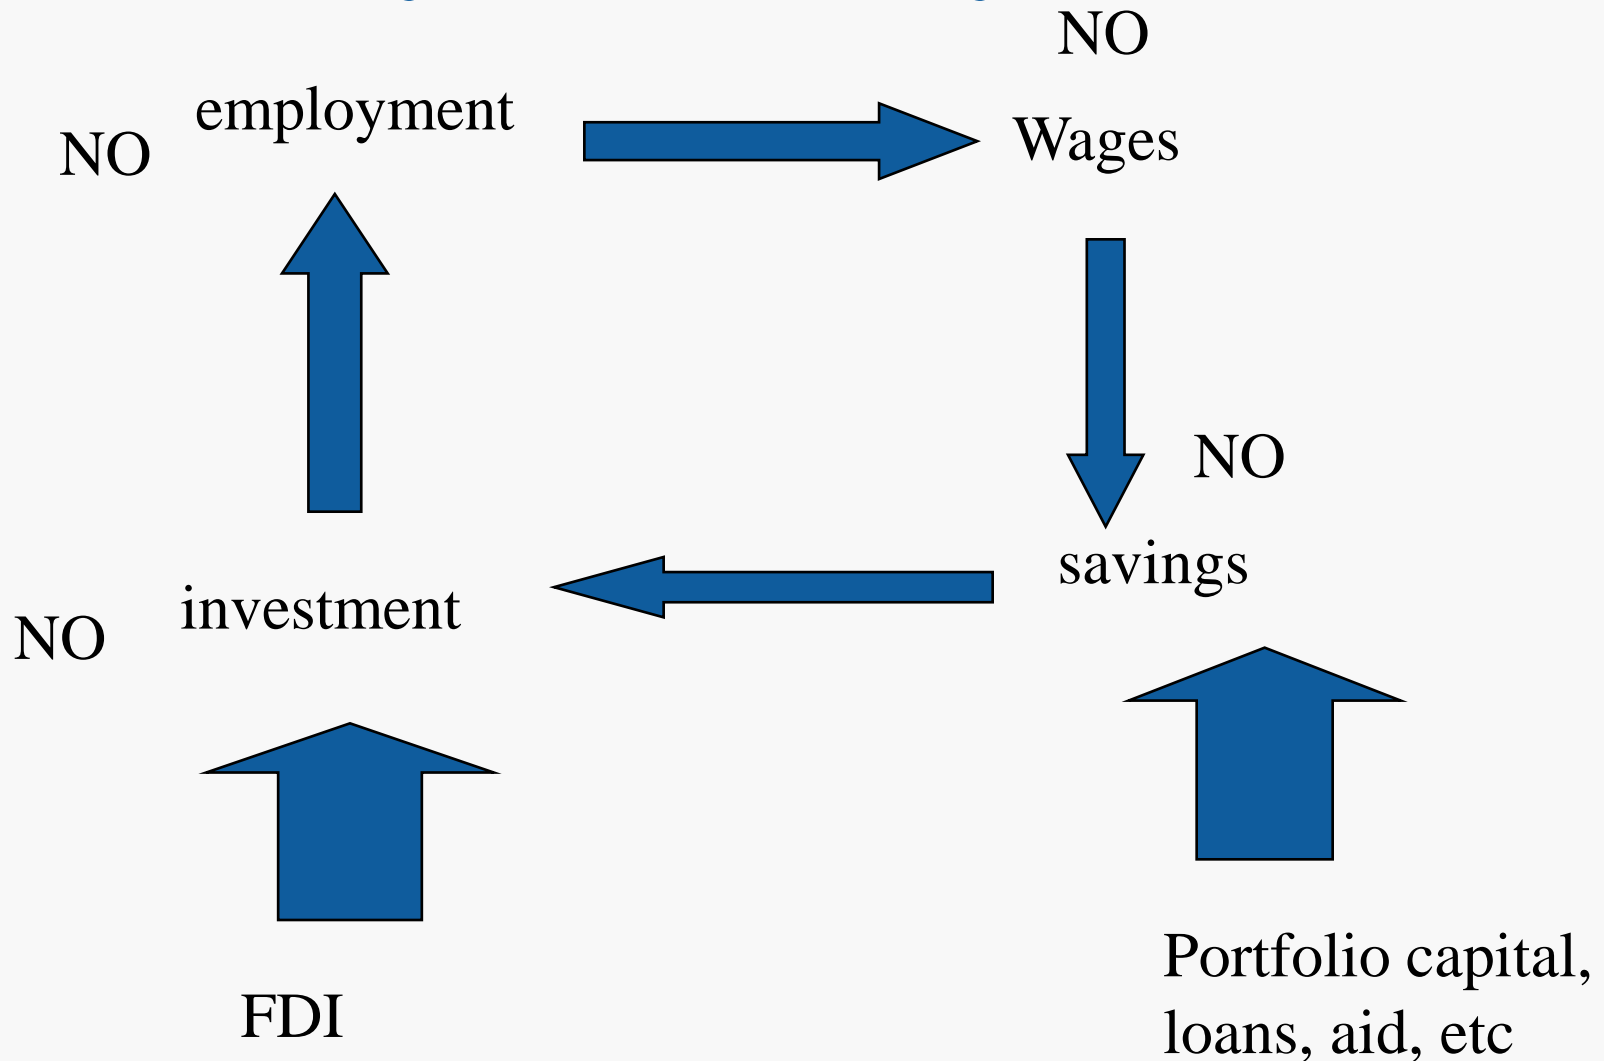 NO
employment
Wages
NO
NO
savings
investment
NO
Portfolio capital,
loans, aid, etc
FDI